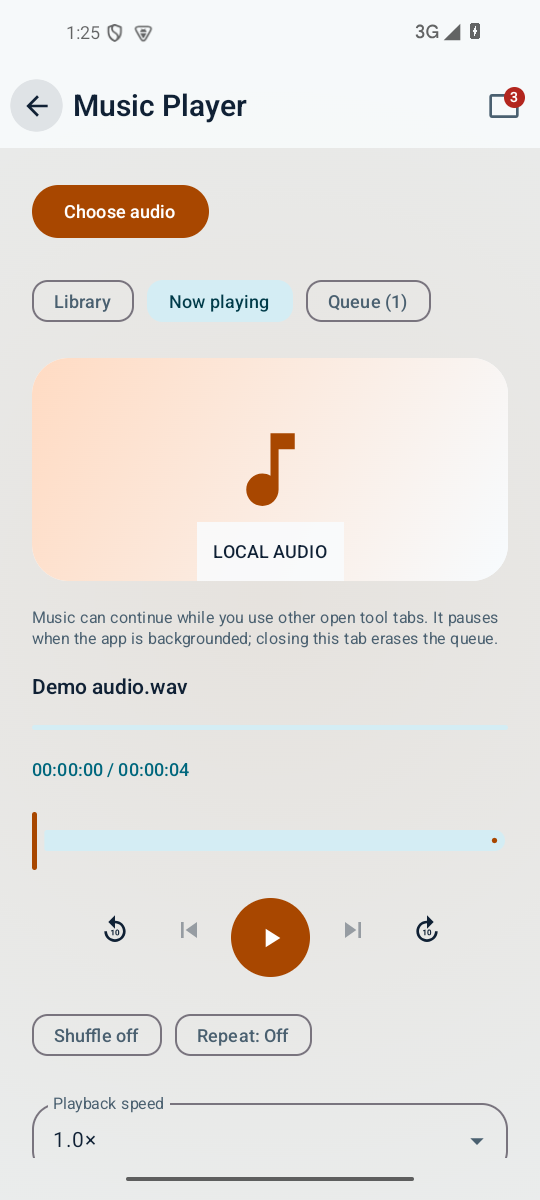 1:25
3G
Music Player
3
Choose audio
Library
Now playing
Queue (1)
LOCAL AUDIO
Music can continue while you use other open tool tabs. It pauses
when the app is backgrounded; closing this tab erases the queue.
Demo audio.wav
00:00:00 / 00:00:04
10
10
Shuffle off
Repeat: Off
Playback speed
1.0×